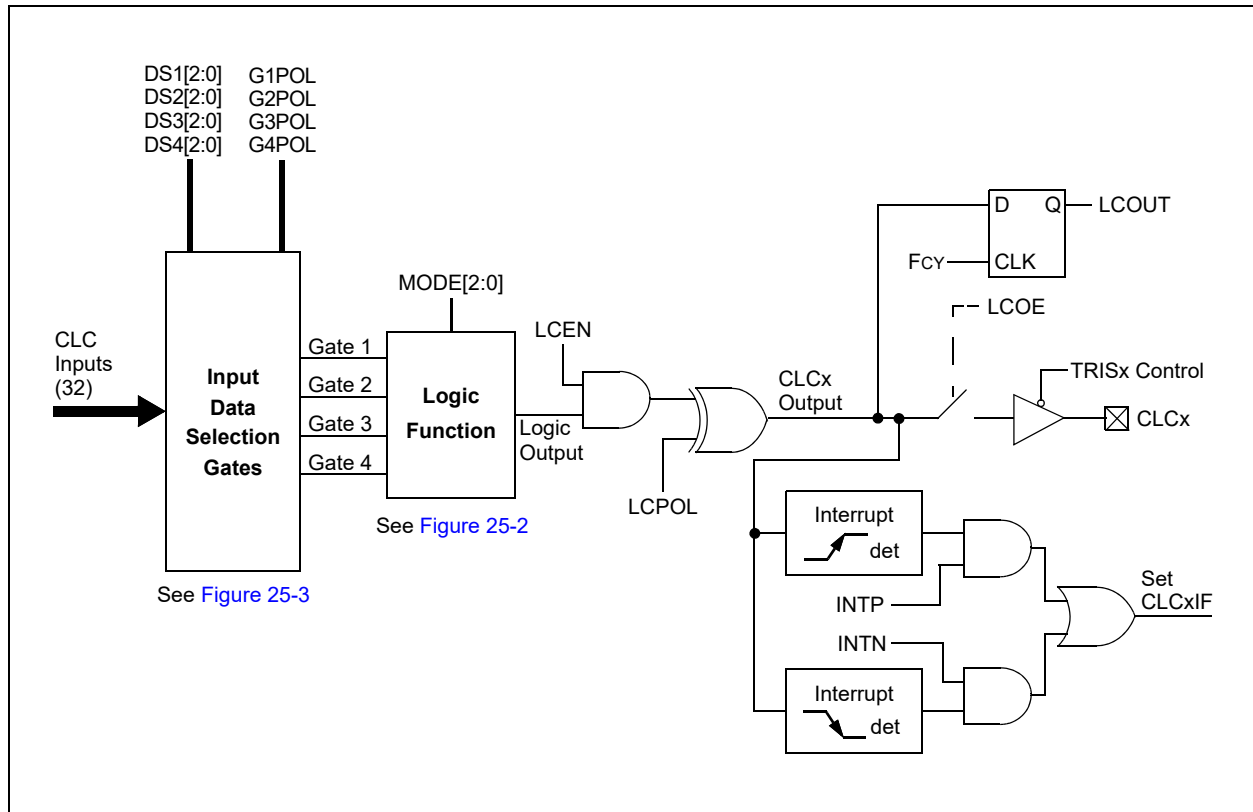 DS1[2:0]
DS2[2:0]
DS3[2:0]
DS4[2:0]
G1POL
G2POL
G3POL
G4POL
CLC
Inputs
(32)
Input
Data
Selection
Gates
See Figure 25-3
Gate 1
Gate 2
Gate 3
Gate 4
MODE[2:0]
Logic
Function
See Figure 25-2
Logic
Output
LCEN
LCPOL
CLCx
Output
D
Q
CLK
FCY
LCOUT
LCOE
TRISx Control
CLCx
Interrupt
det
INTP
INTN
Interrupt
det
Set
CLCxIF